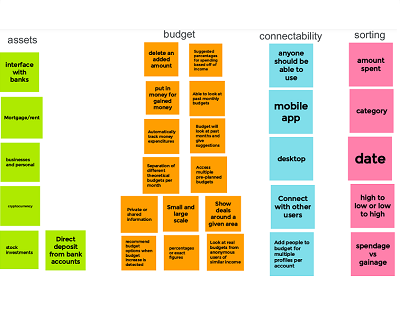 assets
interface
with
banks
Mortgage/rent
businesses
and personal
cryptocurrency
stock
investments
Direct
deposit
from bank
accounts
budget
delete an
added
amount
Suggested
percentages
for spending
based off of
income
put in
money for
gained
money
Able to look at
past monthly
budgets
Automatically
track money
expenditures
Budget will
look at past
months and
give
suggestions
Separation of
different
theoretical
budgets per
month
Access
multiple
pre-planned
budgets
Private or
shared
information
Small and
large
scale
Show
deals
around a
given area
recommend
budget
options when
budget
increase is
detected
percentages
or exact
figures
Look at real
budgets from
anonymous
users of
similar income
connectability
anyone
should be
able to
use
mobile
app
desktop
Connect
with other
users
Add people to
budget for
multiple
profiles per
account
sorting
amount
spent
category
date
high to
low or low
to high
spendage
vs
gainage